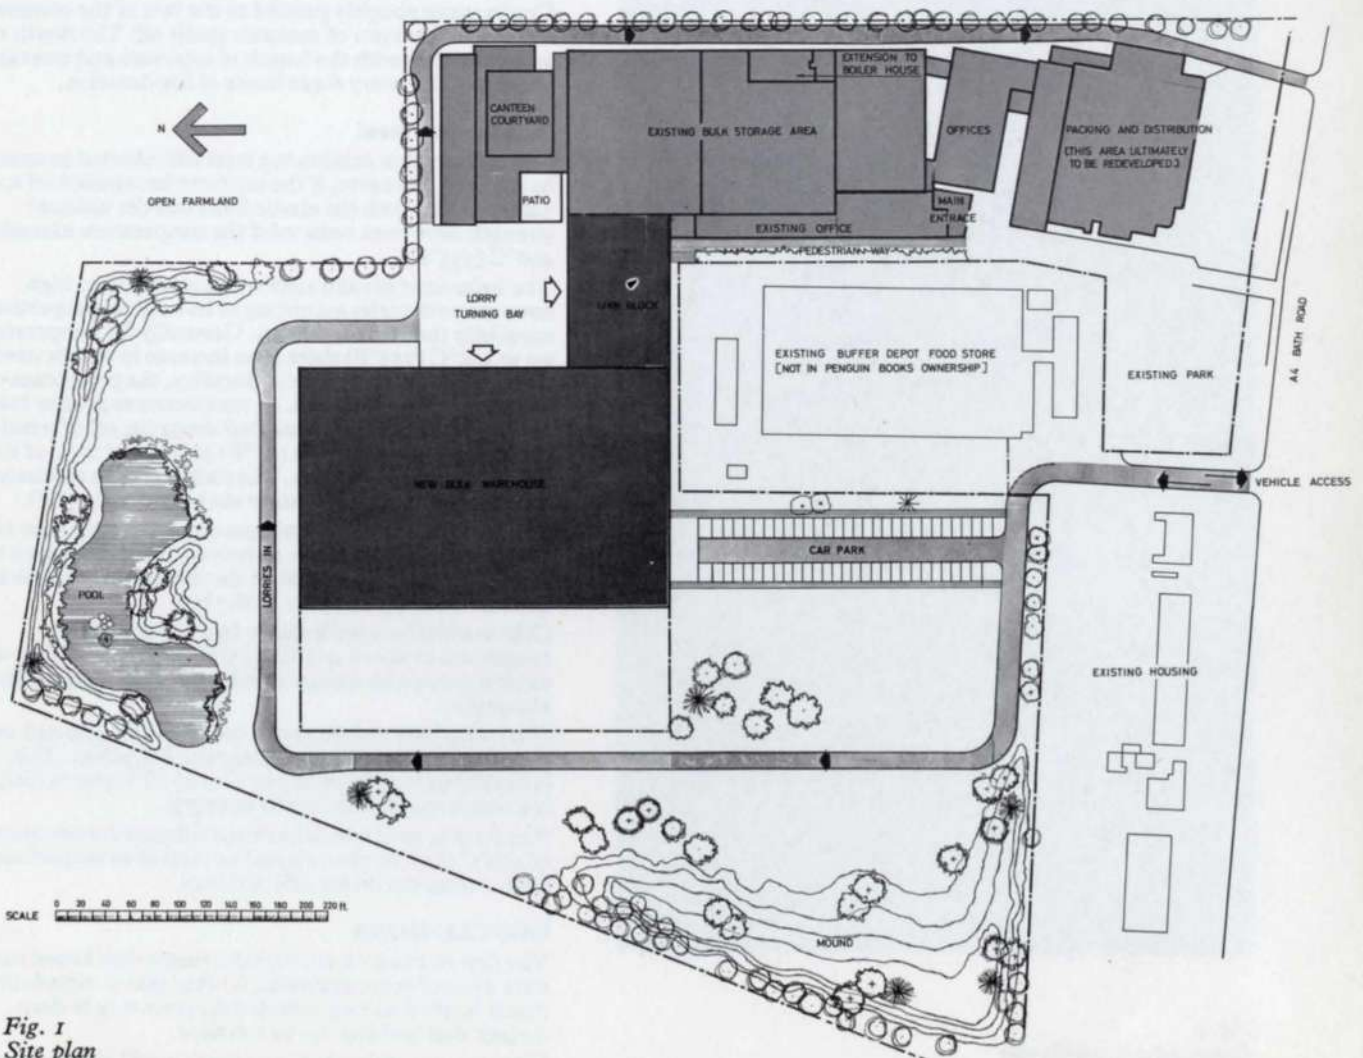 EXTENSION TO
BOILER HOUSE
CANTEEN
COURTYARD
EXISTING BULK STORAGE AREA
OFFICES
PACKING AND DISTRIBUTION
(THIS AREA ULTIMATELY
TO BE REDEVELOPED.)
N
OPEN FARMLAND
PATIO
MAIN
ENTRACE
EXISTING OFFICE
PEDESTRIAN WAY
LORRY
TURNING BAY
LINK BLOCK
EXISTING BUFFER DEPOT FOOD STORE
[NOT IN PENGUIN BOOKS OWNERSHIP]
EXISTING PARK
A4 BATH ROAD
NEW BULK WAREHOUSE
VEHICLE ACCESS
LORRIES IN
CAR PARK
POOL
EXISTING HOUSING
MOUND
SCALE
0 20 40 60 80 100 120 140 160 180 200 220 ft.
Fig. 1
Site plan